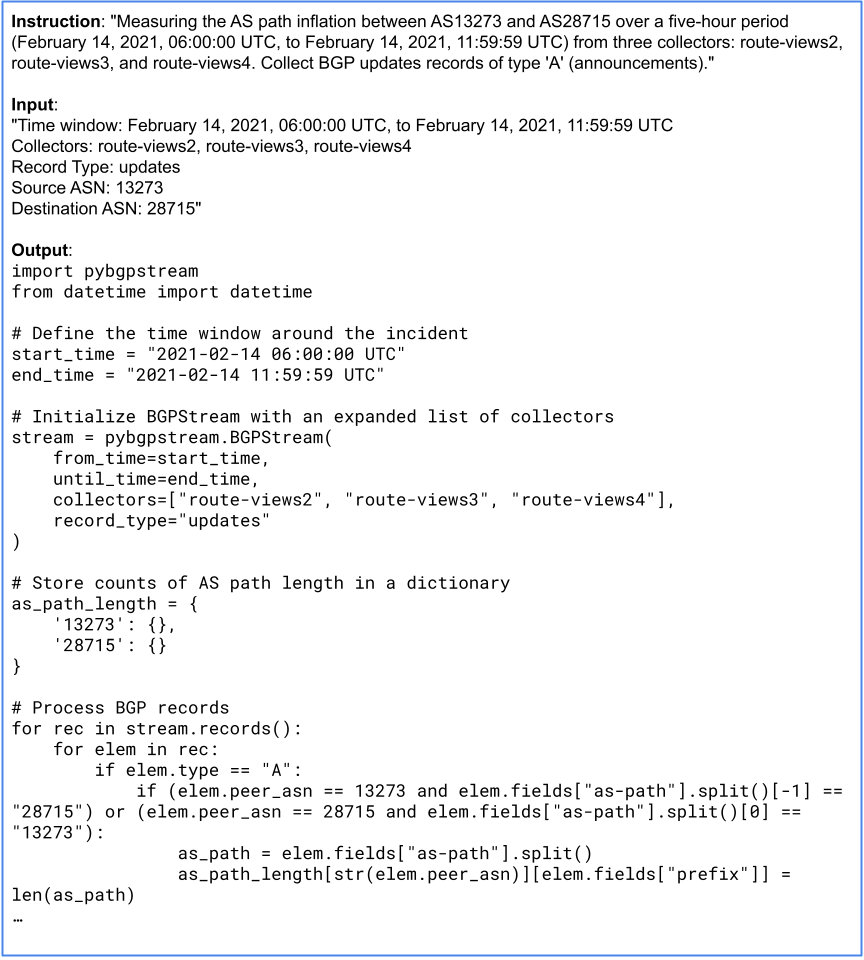 Instruction: "Measuring the AS path inflation between AS13273 and AS28715 over a five-hour period
(February 14, 2021, 06:00:00 UTC, to February 14, 2021, 11:59:59 UTC) from three collectors: route-views2,
route-views3, and route-views4. Collect BGP updates records of type 'A' (announcements)."

Input:
"Time window: February 14, 2021, 06:00:00 UTC, to February 14, 2021, 11:59:59 UTC
Collectors: route-views2, route-views3, route-views4
Record Type: updates
Source ASN: 13273
Destination ASN: 28715"

Output:
import pybgpstream
from datetime import datetime

# Define the time window around the incident
start_time = "2021-02-14 06:00:00 UTC"
end_time = "2021-02-14 11:59:59 UTC"

# Initialize BGPStream with an expanded list of collectors
stream = pybgpstream.BGPStream(
    from_time=start_time,
    until_time=end_time,
    collectors=["route-views2", "route-views3", "route-views4"],
    record_type="updates"
)

# Store counts of AS path length in a dictionary
as_path_length = {
    '13273': {},
    '28715': {}
}

# Process BGP records
for rec in stream.records():
    for elem in rec:
        if elem.type == "A":
            if (elem.peer_asn == 13273 and elem.fields["as-path"].split()[-1] ==
"28715") or (elem.peer_asn == 28715 and elem.fields["as-path"].split()[0] ==
"13273"):
                as_path = elem.fields["as-path"].split()
                as_path_length[str(elem.peer_asn)][elem.fields["prefix"]] =
len(as_path)
…